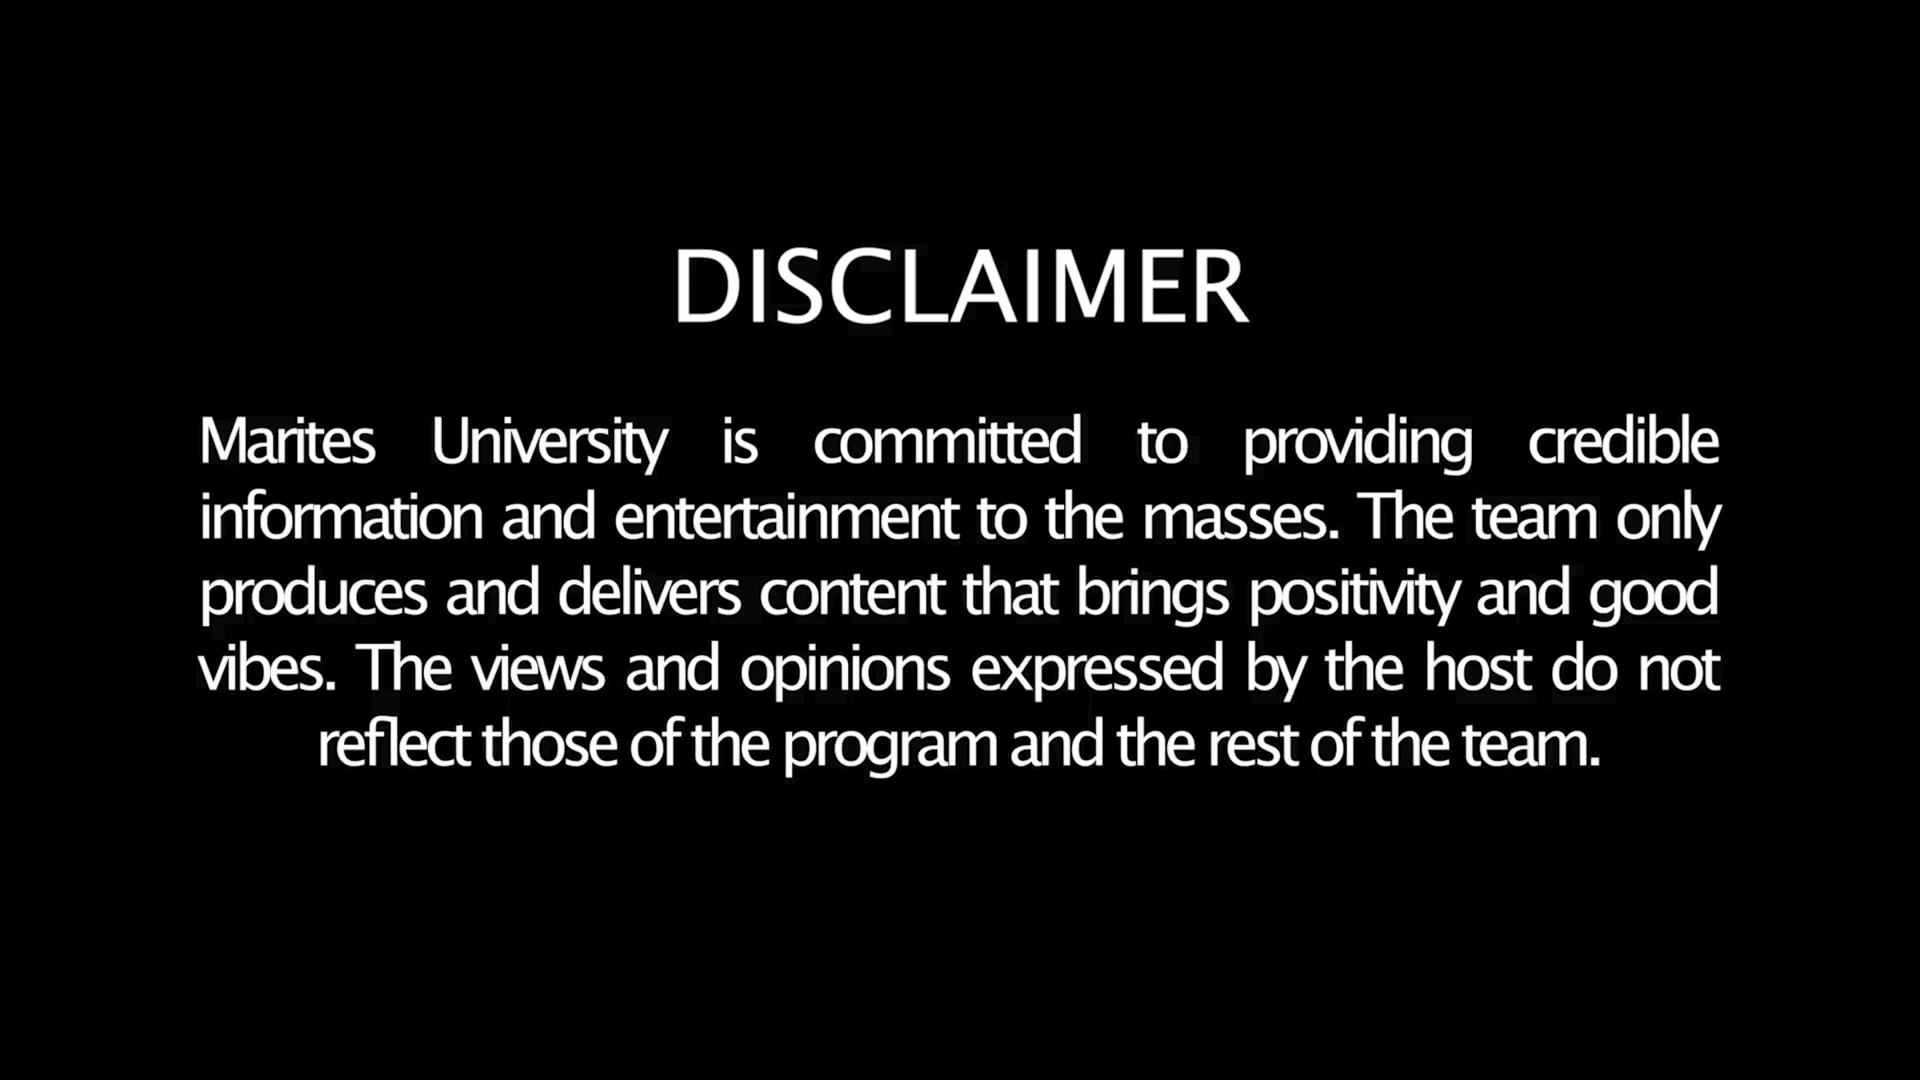 DISCLAIMER
Marites University is committed to providing credible
information and entertainment to the masses. The team only
produces and delivers content that brings positivity and good
vibes. The views and opinions expressed by the host do not
reflect those of the program and the rest of the team.